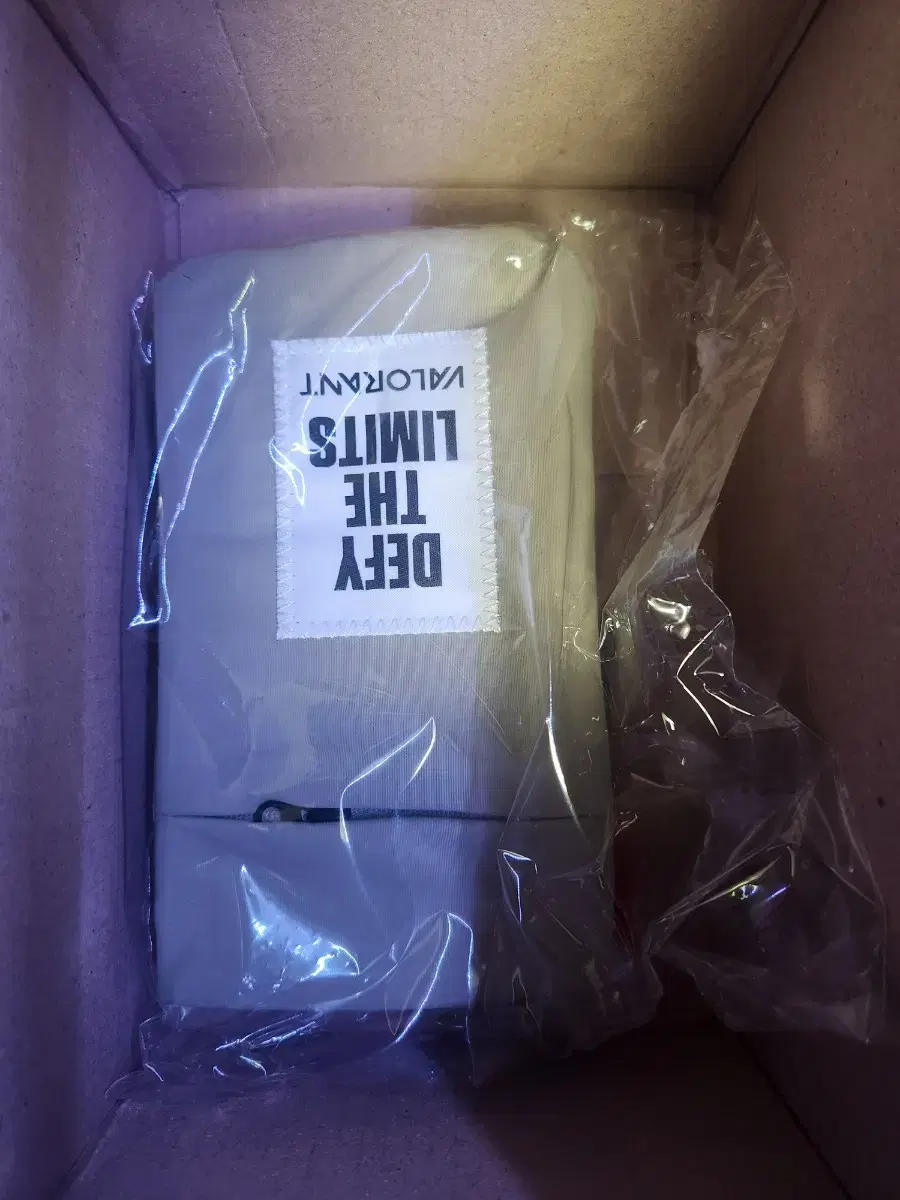 DEFY
THE
LIMITS
VALORANT